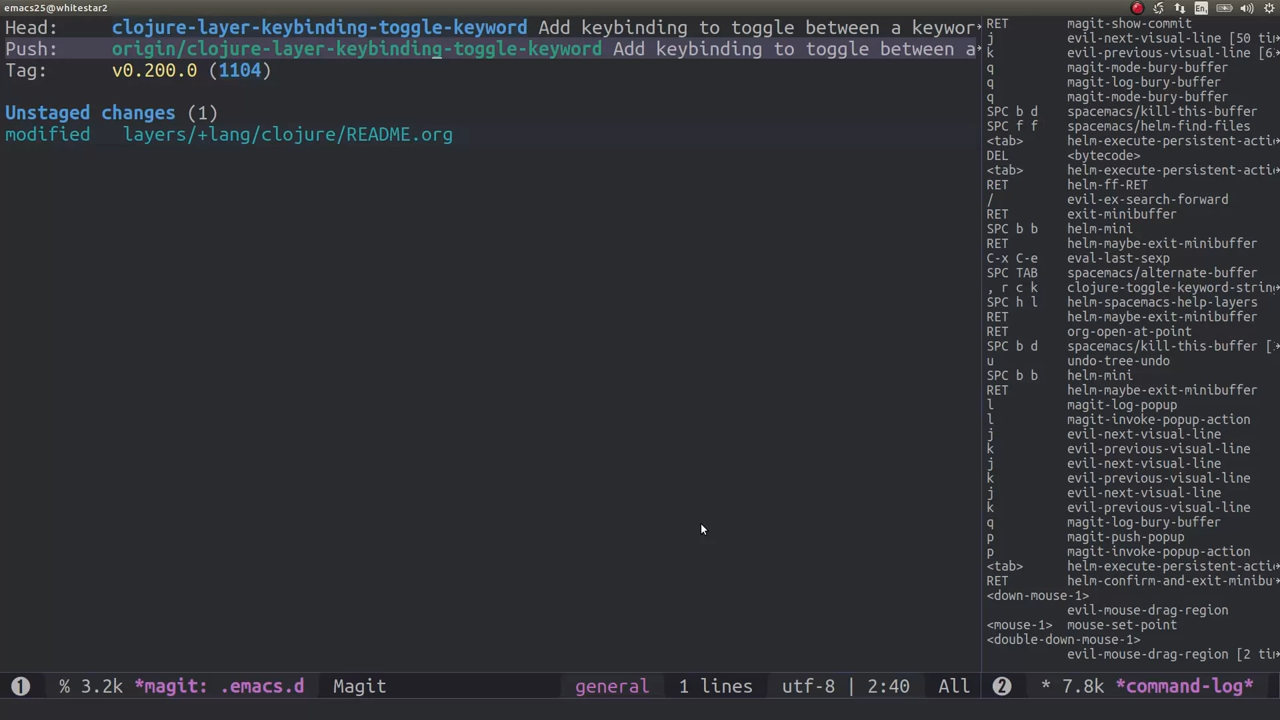 emacs25@whitestar2
En
Head: clojure-layer-keybinding-toggle-keyword Add keybinding to toggle between a keywor
Push: origin/clojure-layer-keybinding-toggle-keyword Add keybinding to toggle between a
Tag: v0.200.0 (1104)
Unstaged changes (1)
modified layers/+lang/clojure/README.org
❶ % 3.2k *magit: .emacs.d Magit general 1 lines utf-8 | 2:40 All
RET magit-show-commit
j evil-next-visual-line [50 tim
k evil-previous-visual-line [6
q magit-mode-bury-buffer
q magit-log-bury-buffer
q magit-mode-bury-buffer
SPC b d spacemacs/kill-this-buffer
SPC f f spacemacs/helm-find-files
<tab> helm-execute-persistent-actio
DEL <bytecode>
<tab> helm-execute-persistent-actio
RET helm-ff-RET
/ evil-ex-search-forward
RET exit-minibuffer
SPC b b helm-mini
RET helm-maybe-exit-minibuffer
C-x C-e eval-last-sexp
SPC TAB spacemacs/alternate-buffer
, r c k clojure-toggle-keyword-string
SPC h l helm-spacemacs-help-layers
RET helm-maybe-exit-minibuffer
RET org-open-at-point
SPC b d spacemacs/kill-this-buffer [
u undo-tree-undo
SPC b b helm-mini
RET helm-maybe-exit-minibuffer
l magit-log-popup
l magit-invoke-popup-action
j evil-next-visual-line
k evil-previous-visual-line
j evil-next-visual-line
k evil-previous-visual-line
j evil-next-visual-line
k evil-previous-visual-line
q magit-log-bury-buffer
p magit-push-popup
p magit-invoke-popup-action
<tab> helm-execute-persistent-actio
RET helm-confirm-and-exit-minibu
<down-mouse-1>
evil-mouse-drag-region
<mouse-1> mouse-set-point
<double-down-mouse-1>
evil-mouse-drag-region [2 tim
❷ * 7.8k *command-log*